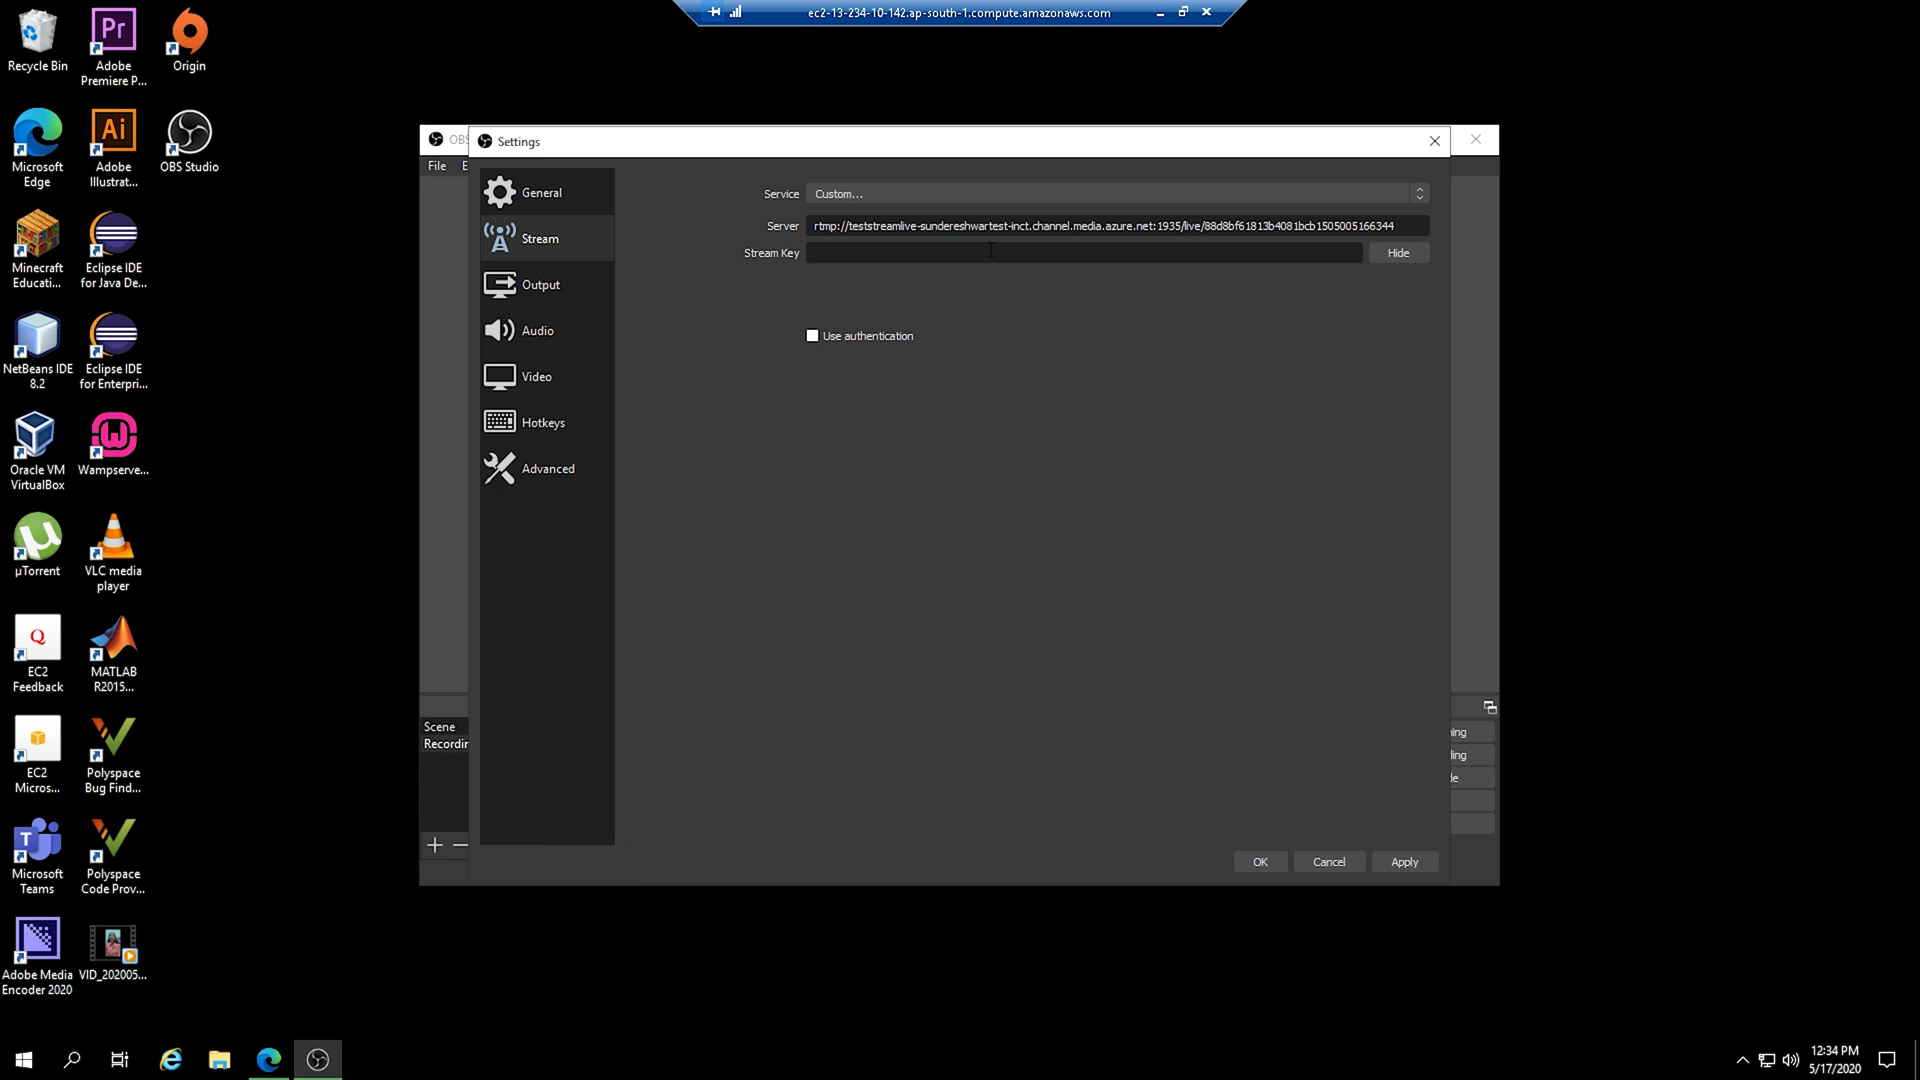 ec2-13-234-10-142.ap-south-1.compute.amazonaws.com
Recycle Bin
Adobe
Premiere P...
Origin
Microsoft
Edge
Adobe
Illustrat...
OBS Studio
Minecraft
Educati...
Eclipse IDE
for Java De...
NetBeans IDE
8.2
Eclipse IDE
for Enterpri...
Oracle VM
VirtualBox
Wampserve...
µTorrent
VLC media
player
EC2
Feedback
MATLAB
R2015...
EC2
Micros...
Polyspace
Bug Find...
Microsoft
Teams
Polyspace
Code Prov...
Adobe Media
Encoder 2020
VID_202005...
OBS
Settings
File E
General
Stream
Output
Audio
Video
Hotkeys
Advanced
Service Custom...
Server rtmp://teststreamlive-sundereshwartest-inct.channel.media.azure.net:1935/live/88d8bf61813b4081bcb1505005166344
Stream Key Hide
Use authentication
Scene
Recordin
ing
ding
de
OK Cancel Apply
12:34 PM
5/17/2020